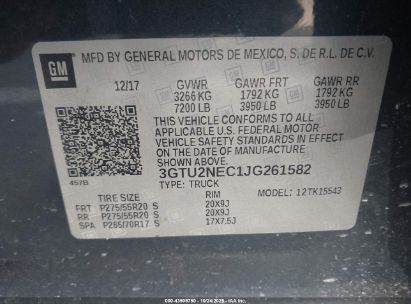 GM MFD BY GENERAL MOTORS DE MEXICO, S. DE R.L. DE C.V.
12/17 GVWR GAWR FRT GAWR RR
3266 KG 1792 KG 1792 KG
7200 LB 3950 LB 3950 LB
THIS VEHICLE CONFORMS TO ALL
APPLICABLE U.S. FEDERAL MOTOR
VEHICLE SAFETY STANDARDS IN
EFFECT ON THE DATE OF
MANUFACTURE SHOWN ABOVE.
3GTU2NEC1JG261582
457B TYPE: TRUCK MODEL: 12TK15543
TIRE SIZE RIM
FRT P275/55R20 S 20X9J
RR P275/55R20 S 20X9J
SPA P265/70R17 S 17X7.5J